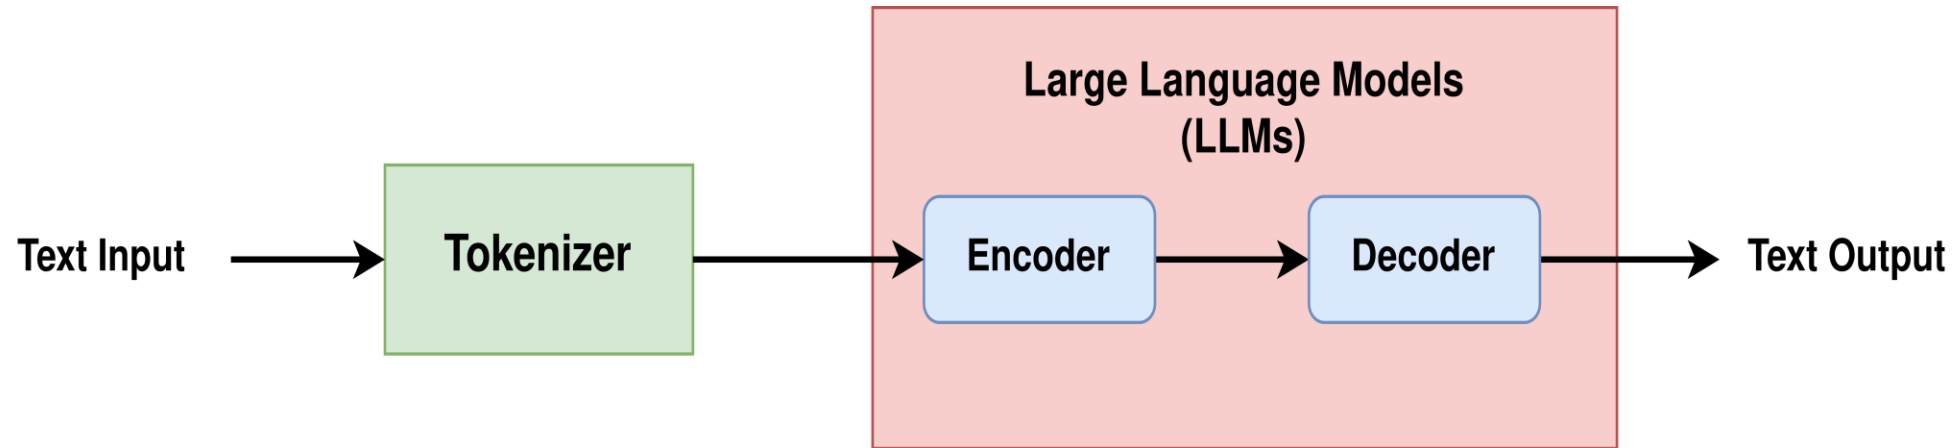 Large Language Models
(LLMs)
Text Input
Tokenizer
Encoder
Decoder
Text Output